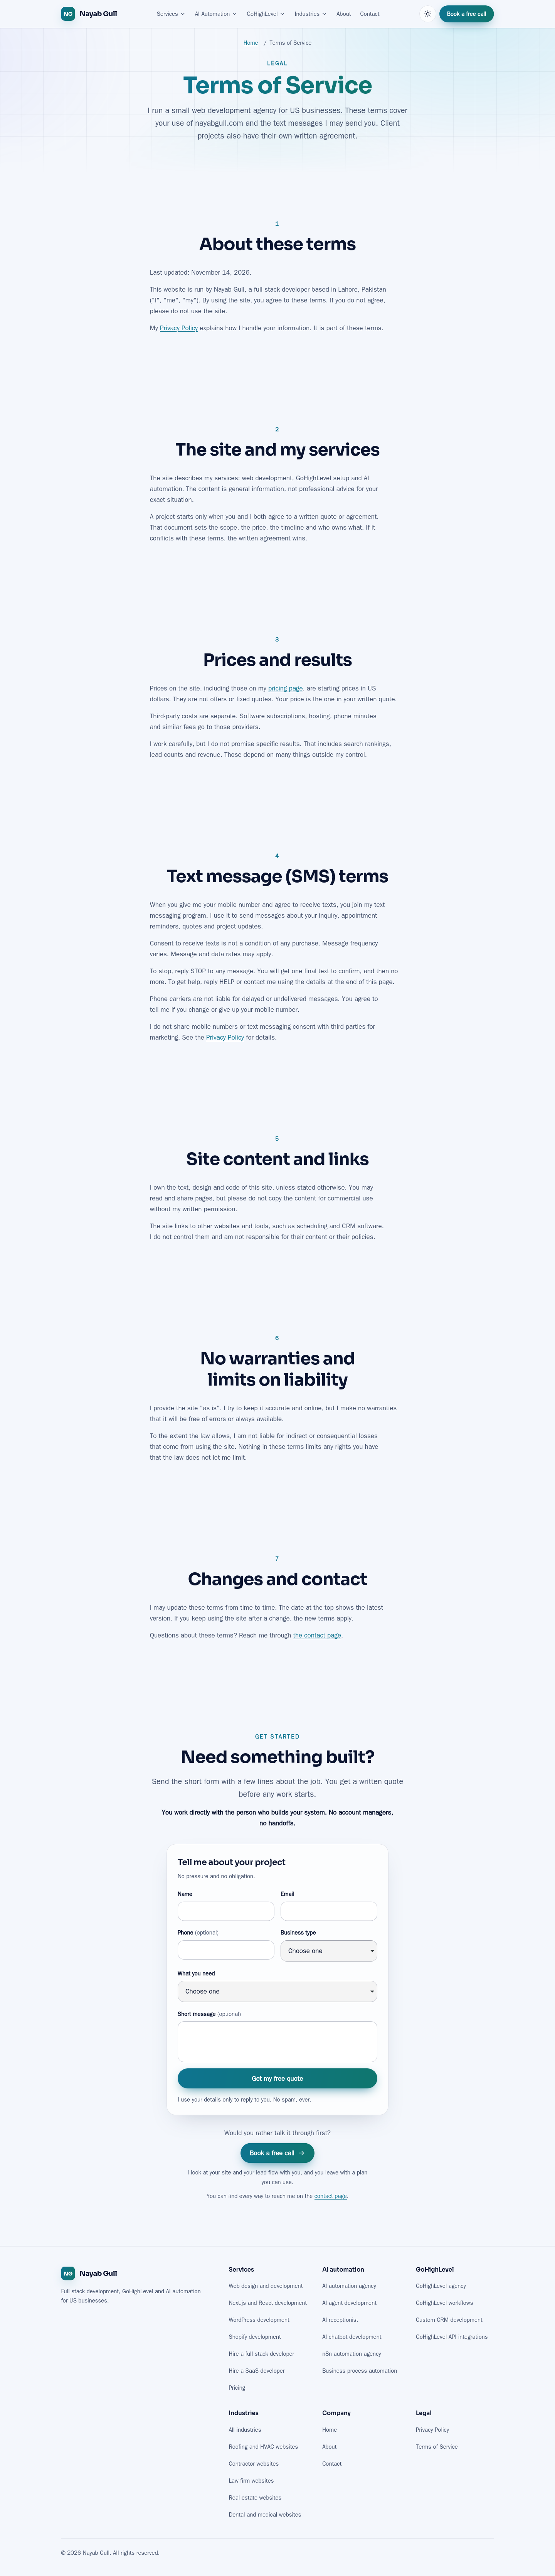 NG Nayab Gull Services AI Automation GoHighLevel Industries About Contact Book a free call
Home / Terms of Service
LEGAL
Terms of Service
I run a small web development agency for US businesses. These terms cover
your use of nayabgull.com and the text messages I may send you. Client
projects also have their own written agreement.
1
About these terms
Last updated: November 14, 2026.
This website is run by Nayab Gull, a full-stack developer based in Lahore, Pakistan
("I", "me", "my"). By using the site, you agree to these terms. If you do not agree,
please do not use the site.
My Privacy Policy explains how I handle your information. It is part of these terms.
2
The site and my services
The site describes my services: web development, GoHighLevel setup and AI
automation. The content is general information, not professional advice for your
exact situation.
A project starts only when you and I both agree to a written quote or agreement.
That document sets the scope, the price, the timeline and who owns what. If it
conflicts with these terms, the written agreement wins.
3
Prices and results
Prices on the site, including those on my pricing page, are starting prices in US
dollars. They are not offers or fixed quotes. Your price is the one in your written quote.
Third-party costs are separate. Software subscriptions, hosting, phone minutes
and similar fees go to those providers.
I work carefully, but I do not promise specific results. That includes search rankings,
lead counts and revenue. Those depend on many things outside my control.
4
Text message (SMS) terms
When you give me your mobile number and agree to receive texts, you join my text
messaging program. I use it to send messages about your inquiry, appointment
reminders, quotes and project updates.
Consent to receive texts is not a condition of any purchase. Message frequency
varies. Message and data rates may apply.
To stop, reply STOP to any message. You will get one final text to confirm, and then no
more. To get help, reply HELP or contact me using the details at the end of this page.
Phone carriers are not liable for delayed or undelivered messages. You agree to
tell me if you change or give up your mobile number.
I do not share mobile numbers or text messaging consent with third parties for
marketing. See the Privacy Policy for details.
5
Site content and links
I own the text, design and code of this site, unless stated otherwise. You may
read and share pages, but please do not copy the content for commercial use
without my written permission.
The site links to other websites and tools, such as scheduling and CRM software.
I do not control them and am not responsible for their content or their policies.
6
No warranties and
limits on liability
I provide the site "as is". I try to keep it accurate and online, but I make no warranties
that it will be free of errors or always available.
To the extent the law allows, I am not liable for indirect or consequential losses
that come from using the site. Nothing in these terms limits any rights you have
that the law does not let me limit.
7
Changes and contact
I may update these terms from time to time. The date at the top shows the latest
version. If you keep using the site after a change, the new terms apply.
Questions about these terms? Reach me through the contact page.
GET STARTED
Need something built?
Send the short form with a few lines about the job. You get a written quote
before any work starts.
You work directly with the person who builds your system. No account managers,
no handoffs.
Tell me about your project
No pressure and no obligation.
Name Email
Phone (optional) Business type
Choose one
What you need
Choose one
Short message (optional)
Get my free quote
I use your details only to reply to you. No spam, ever.
Would you rather talk it through first?
Book a free call →
I look at your site and your lead flow with you, and you leave with a plan
you can use.
You can find every way to reach me on the contact page.
NG Nayab Gull
Full-stack development, GoHighLevel and AI automation
for US businesses.
Services
Web design and development
Next.js and React development
WordPress development
Shopify development
Hire a full stack developer
Hire a SaaS developer
Pricing
AI automation
AI automation agency
AI agent development
AI receptionist
AI chatbot development
n8n automation agency
Business process automation
GoHighLevel
GoHighLevel agency
GoHighLevel workflows
Custom CRM development
GoHighLevel API integrations
Industries
All industries
Roofing and HVAC websites
Contractor websites
Law firm websites
Real estate websites
Dental and medical websites
Company
Home
About
Contact
Legal
Privacy Policy
Terms of Service
© 2026 Nayab Gull. All rights reserved.